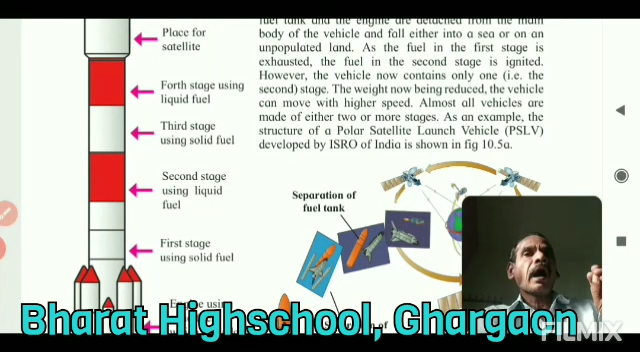 Place for
satellite
Forth stage using
liquid fuel
Third stage
using solid fuel
Second stage
using liquid
fuel
First stage
using solid fuel
fuel tank and the engine are detached from the main
body of the vehicle and fall either into a sea or on an
unpopulated land. As the fuel in the first stage is
exhausted, the fuel in the second stage is ignited.
However, the vehicle now contains only one (i.e. the
second) stage. The weight now being reduced, the vehicle
can move with higher speed. Almost all vehicles are
made of either two or more stages. As an example, the
structure of a Polar Satellite Launch Vehicle (PSLV)
developed by ISRO of India is shown in fig 10.5a.
Separation of
fuel tank
Bharat Highschool, Ghargaon
FILMIX